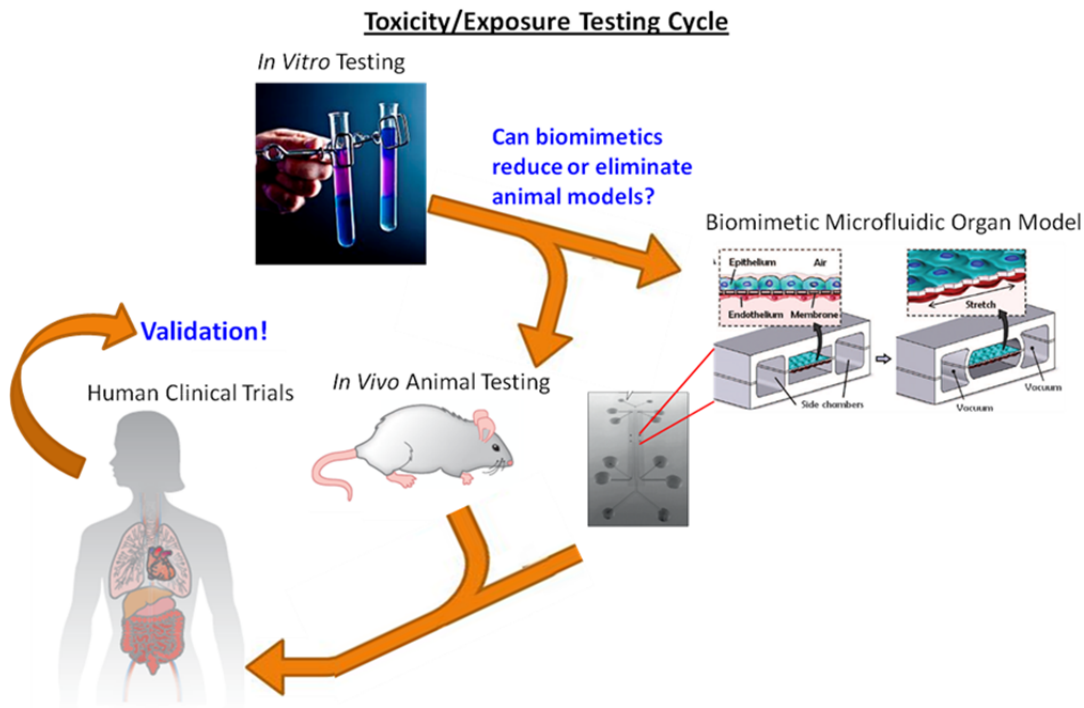 Toxicity/Exposure Testing Cycle
In Vitro Testing
Can biomimetics
reduce or eliminate
animal models?
Biomimetic Microfluidic Organ Model
Epithelium
Air
Endothelium
Membrane
Stretch
Side chambers
Vacuum
Vacuum
Validation!
Human Clinical Trials
In Vivo Animal Testing